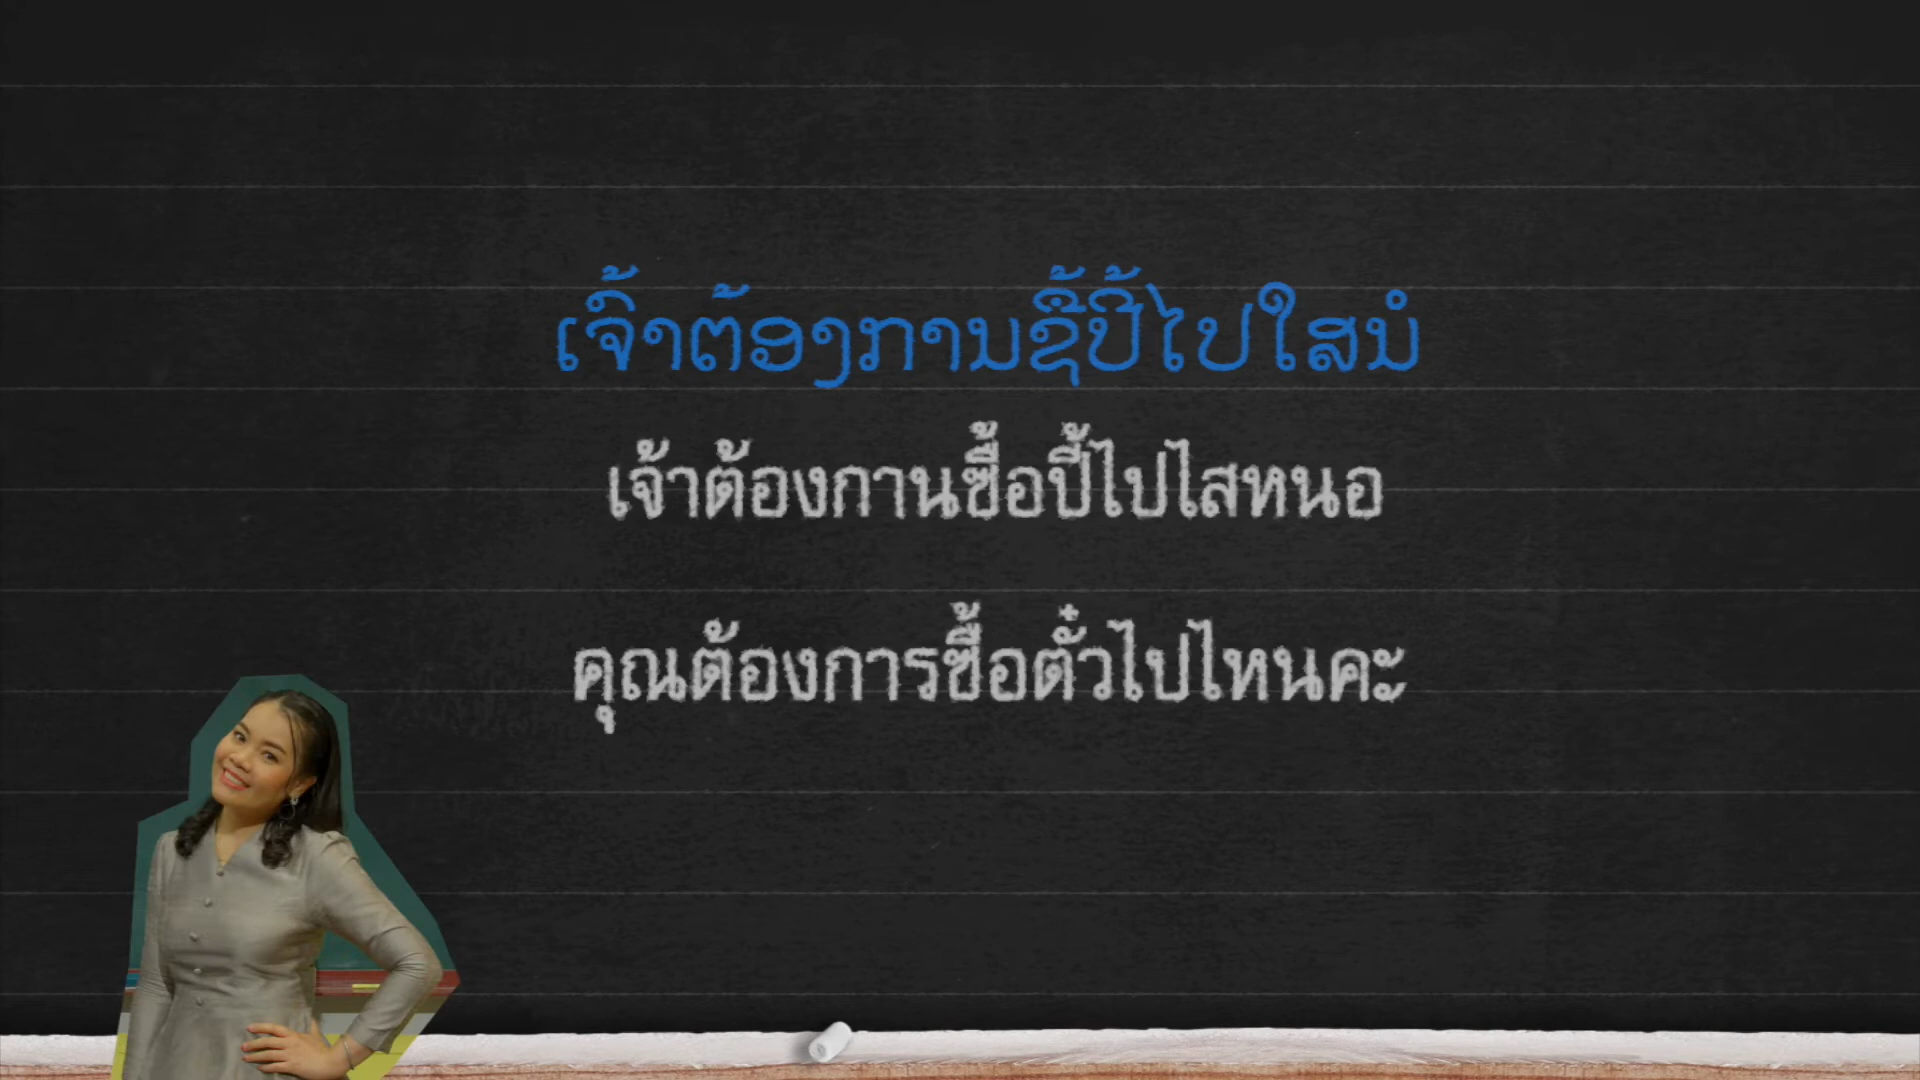 ເຈົ້າຕ້ອງການຊື້ປີ້ໄປໃສນໍ
เจ้าต้องกานซื้อปี้ไปไสหนอ
คุณต้องการซื้อตั๋วไปไหนคะ